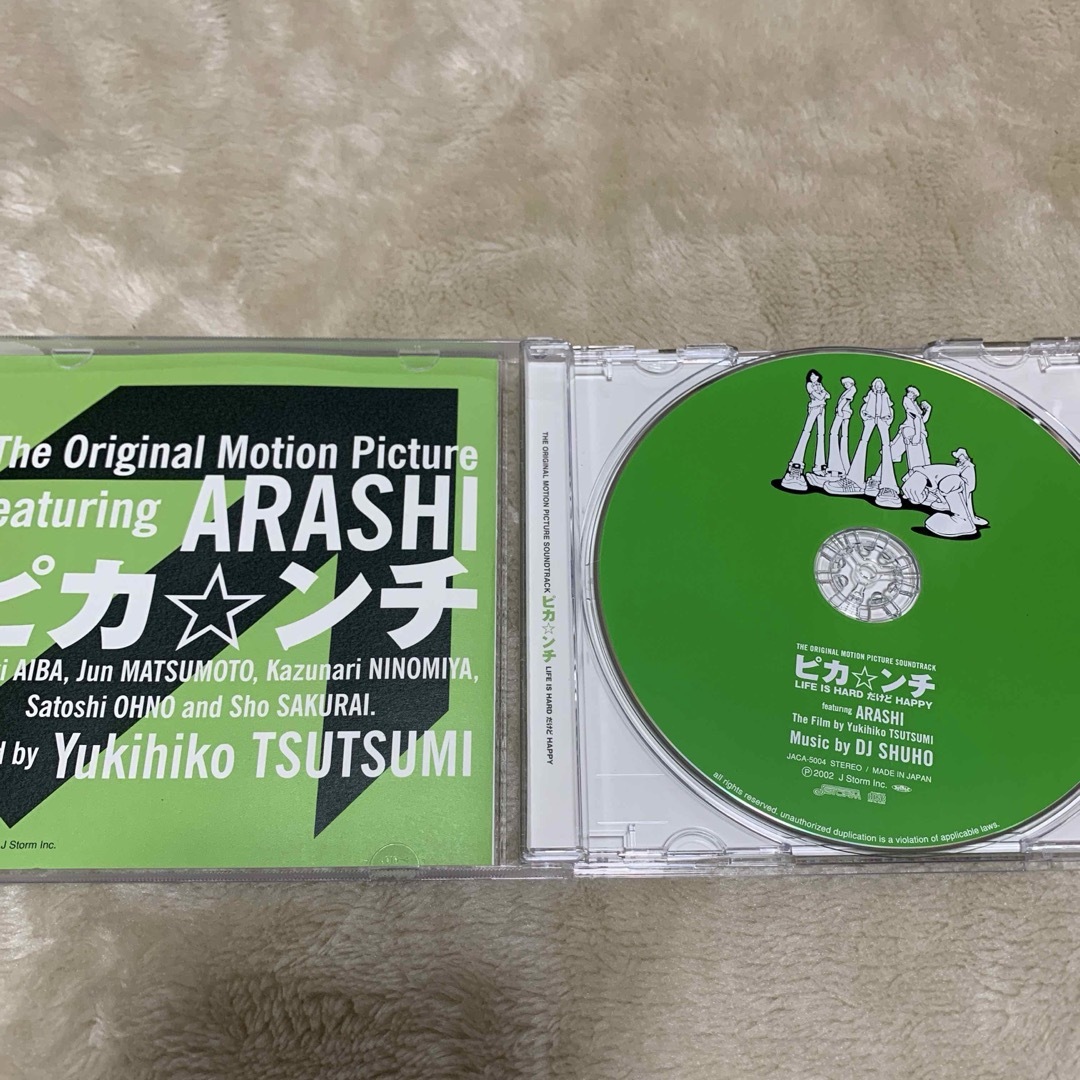 The Original Motion Picture
eaturing ARASHI
ピカ☆ンチ
i AIBA, Jun MATSUMOTO, Kazunari NINOMIYA,
Satoshi OHNO and Sho SAKURAI.
d by Yukihiko TSUTSUMI
J Storm Inc.
THE ORIGINAL MOTION PICTURE SOUNDTRACK ピカ☆ンチ LIFE IS HARD だけど HAPPY
THE ORIGINAL MOTION PICTURE SOUNDTRACK
ピカ☆ンチ
LIFE IS HARD だけど HAPPY
featuring ARASHI
The Film by Yukihiko TSUTSUMI
Music by DJ SHUHO
JACA-5004 STEREO / MADE IN JAPAN
℗2002 J Storm Inc.
all rights reserved. unauthorized duplication is a violation of applicable laws.